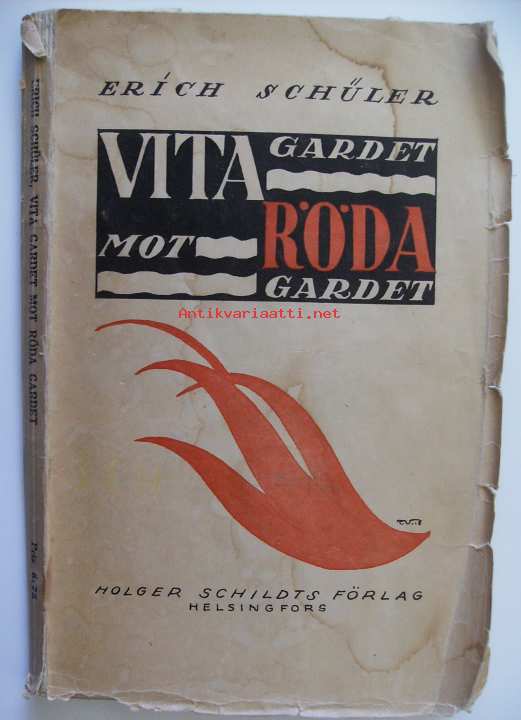 ERICH SCHÜLER
VITA GARDET
MOT RÖDA
GARDET
Antikvariaatti.net
HOLGER SCHILDTS FÖRLAG
HELSINGFORS
ERICH SCHÜLER, VITA GARDET MOT RÖDA GARDET